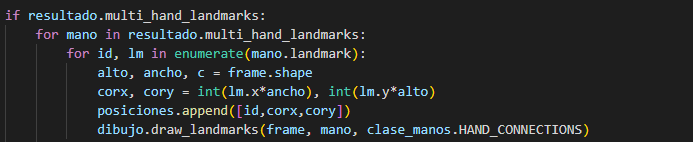 if resultado.multi_hand_landmarks:
    for mano in resultado.multi_hand_landmarks:
        for id, lm in enumerate(mano.landmark):
            alto, ancho, c = frame.shape
            corx, cory = int(lm.x*ancho), int(lm.y*alto)
            posiciones.append([id,corx,cory])
            dibujo.draw_landmarks(frame, mano, clase_manos.HAND_CONNECTIONS)